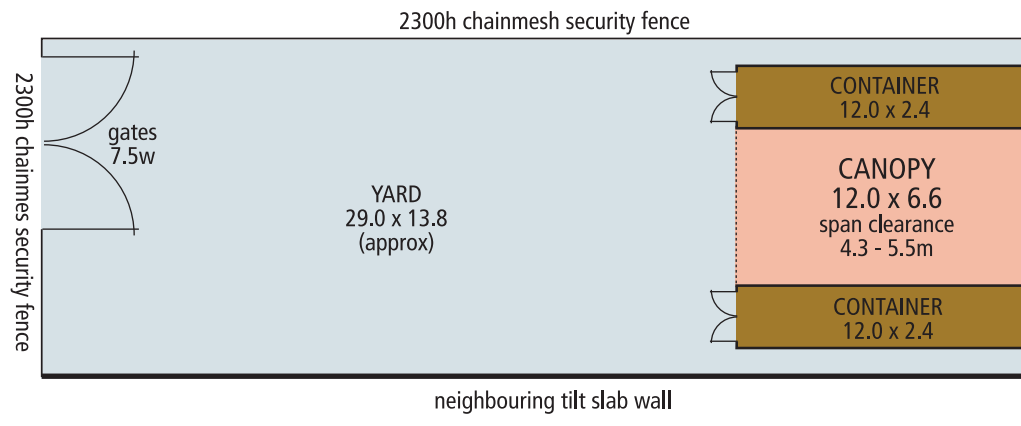 2300h chainmesh security fence
2300h chainmes security fence
gates
7.5w
YARD
29.0 x 13.8
(approx)
CONTAINER
12.0 x 2.4
CANOPY
12.0 x 6.6
span clearance
4.3 - 5.5m
CONTAINER
12.0 x 2.4
neighbouring tilt slab wall